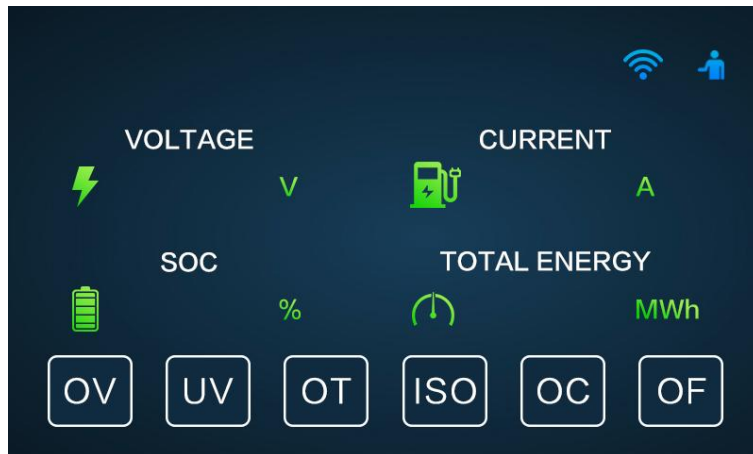 VOLTAGE CURRENT
V A
SOC TOTAL ENERGY
% MWh
OV UV OT ISO OC OF